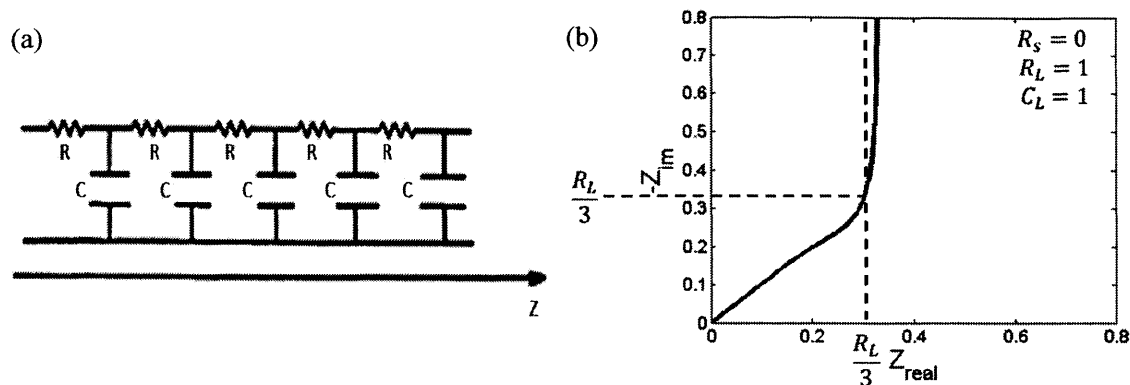 (a)
R R R R R
C C C C C
Z
(b)
0.8
0.7
0.6
0.5
0.4
0.3
0.2
0.1
0
-Z_im
R_L/3
R_s = 0
R_L = 1
C_L = 1
0 0.2 0.4 0.6 0.8
R_L/3 Z_real